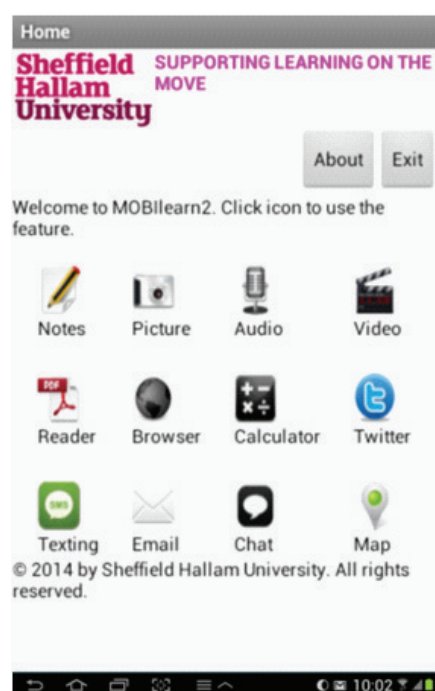 Home
Sheffield
Hallam
University
SUPPORTING LEARNING ON THE
MOVE
About Exit
Welcome to MOBIlearn2. Click icon to use the
feature.
Notes Picture Audio Video
PDF
Reader Browser Calculator Twitter
SMS
Texting Email Chat Map
© 2014 by Sheffield Hallam University. All rights
reserved.
10:02